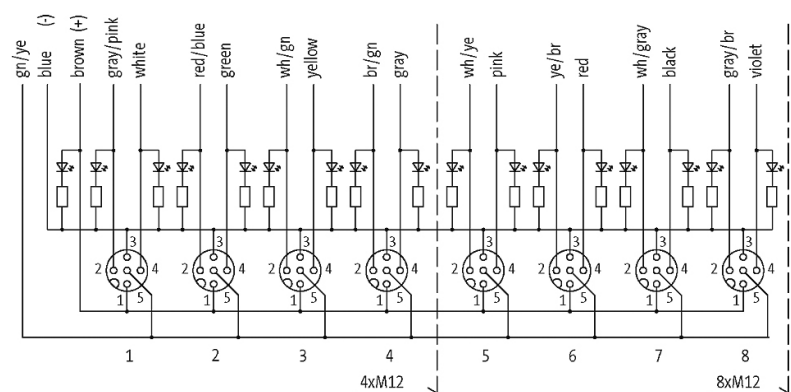 gn/ye
blue (-)
brown (+)
gray/pink
white
red/blue
green
wh/gn
yellow
br/gn
gray
wh/ye
pink
ye/br
red
wh/gray
black
gray/br
violet
3 3 3 3 3 3 3 3
2 4 2 4 2 4 2 4 2 4 2 4 2 4 2 4
1 5 1 5 1 5 1 5 1 5 1 5 1 5 1 5
1 2 3 4 5 6 7 8
4xM12 8xM12